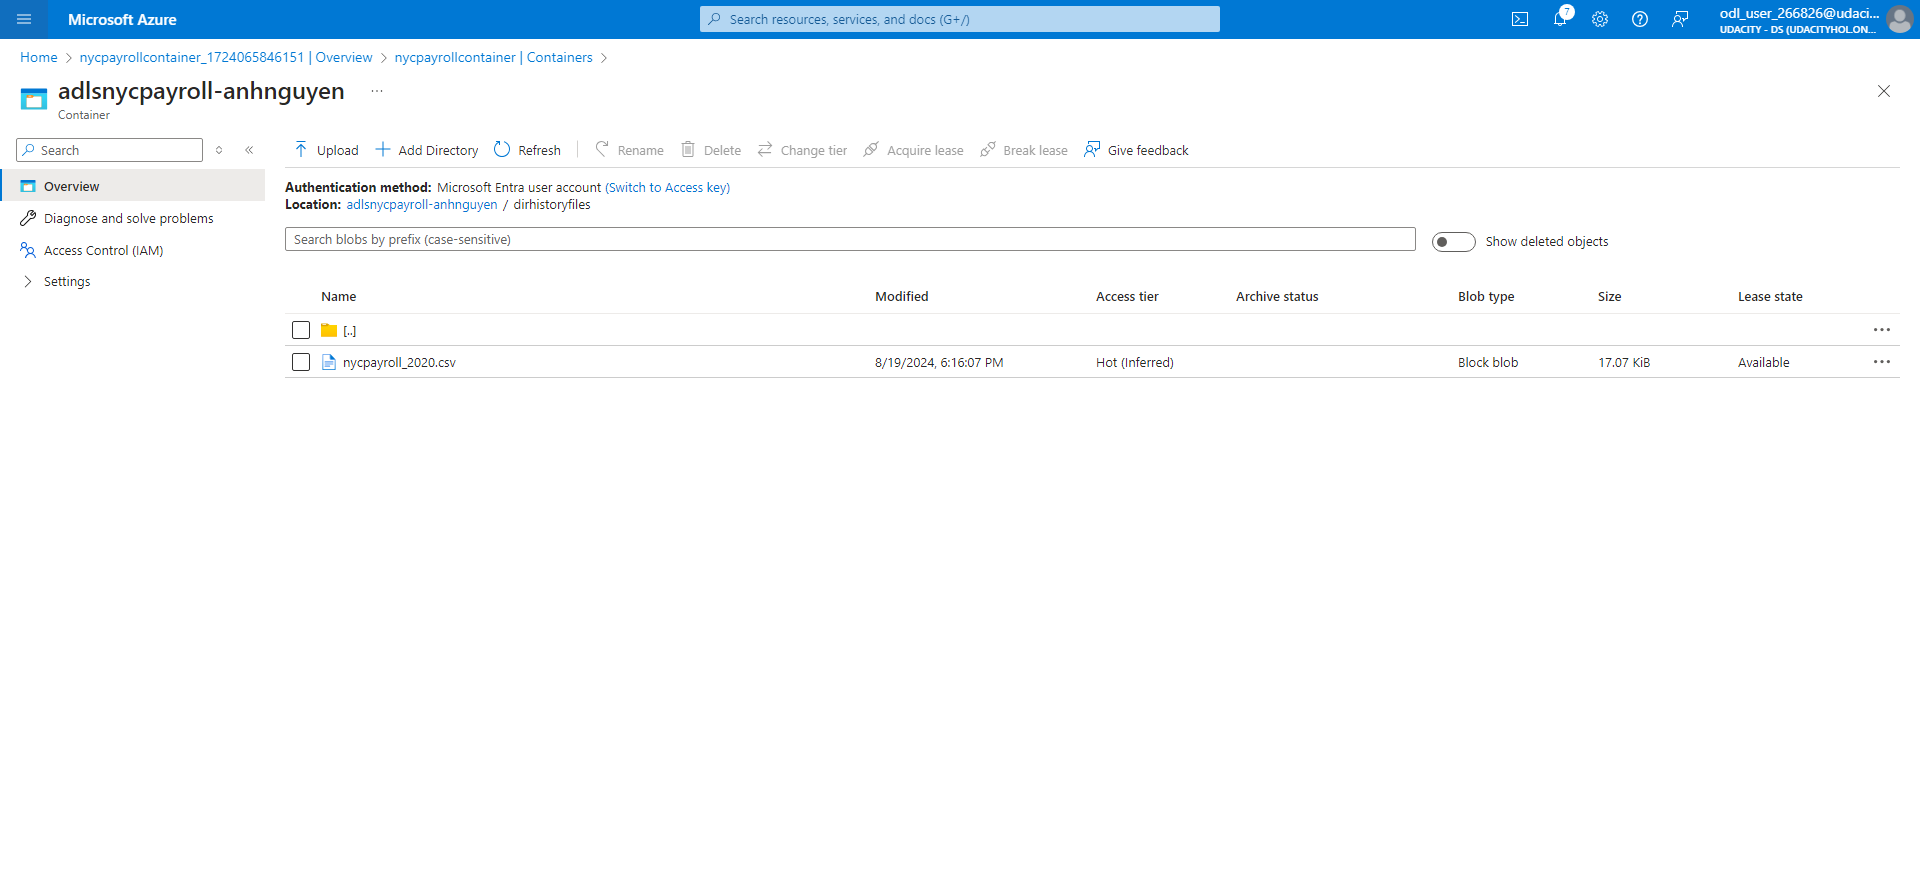 Microsoft Azure
Search resources, services, and docs (G+/)
7
odl_user_266826@udaci...
UDACITY - DS (UDACITYHOL.ON...
Home > nycpayrollcontainer_1724065846151 | Overview > nycpayrollcontainer | Containers >
adlsnycpayroll-anhnguyen ...
Container
Search
Upload Add Directory Refresh Rename Delete Change tier Acquire lease Break lease Give feedback
Overview
Diagnose and solve problems
Access Control (IAM)
Settings
Authentication method: Microsoft Entra user account (Switch to Access key)
Location: adlsnycpayroll-anhnguyen / dirhistoryfiles
Search blobs by prefix (case-sensitive)
Show deleted objects
Name Modified Access tier Archive status Blob type Size Lease state
[..]
nycpayroll_2020.csv 8/19/2024, 6:16:07 PM Hot (Inferred) Block blob 17.07 KiB Available